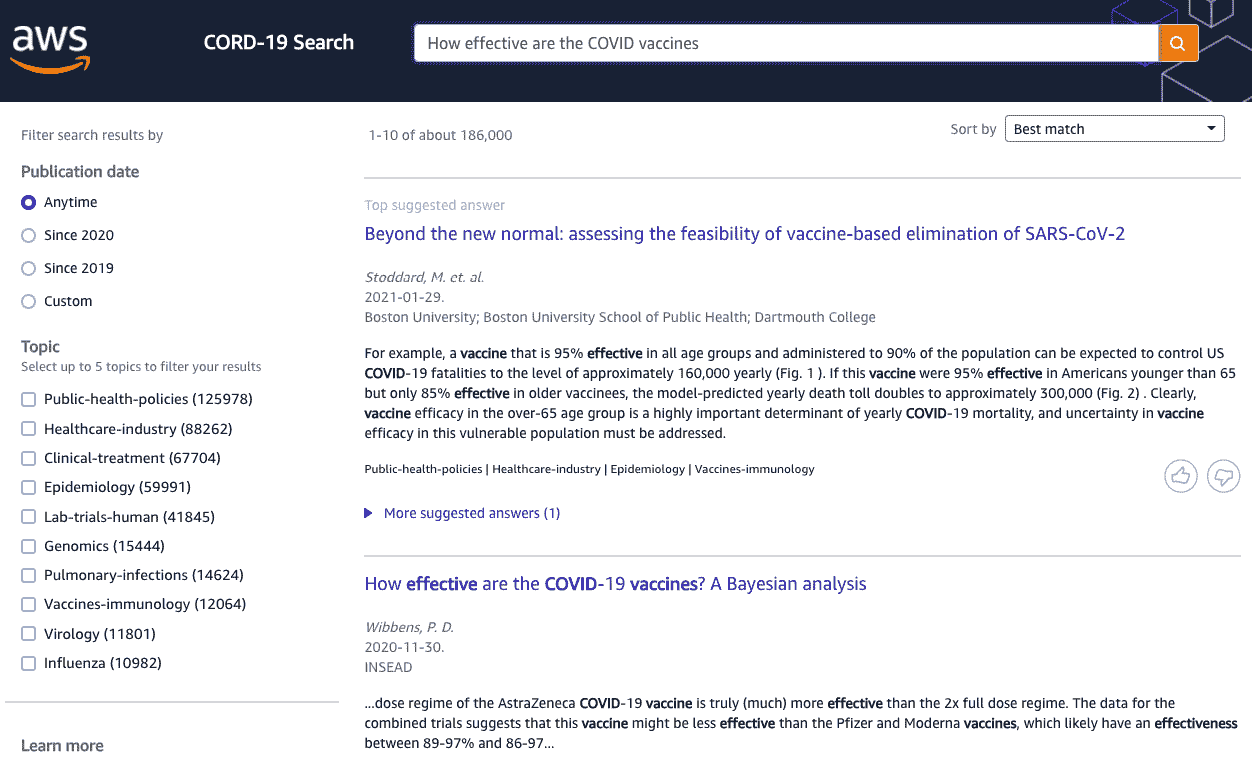 aws
CORD-19 Search
How effective are the COVID vaccines
Filter search results by
1-10 of about 186,000
Sort by
Best match
Publication date
Anytime
Since 2020
Since 2019
Custom
Topic
Select up to 5 topics to filter your results
Public-health-policies (125978)
Healthcare-industry (88262)
Clinical-treatment (67704)
Epidemiology (59991)
Lab-trials-human (41845)
Genomics (15444)
Pulmonary-infections (14624)
Vaccines-immunology (12064)
Virology (11801)
Influenza (10982)
Learn more
Top suggested answer
Beyond the new normal: assessing the feasibility of vaccine-based elimination of SARS-CoV-2
Stoddard, M. et. al.
2021-01-29.
Boston University; Boston University School of Public Health; Dartmouth College
For example, a vaccine that is 95% effective in all age groups and administered to 90% of the population can be expected to control US
COVID-19 fatalities to the level of approximately 160,000 yearly (Fig. 1 ). If this vaccine were 95% effective in Americans younger than 65
but only 85% effective in older vaccinees, the model-predicted yearly death toll doubles to approximately 300,000 (Fig. 2) . Clearly,
vaccine efficacy in the over-65 age group is a highly important determinant of yearly COVID-19 mortality, and uncertainty in vaccine
efficacy in this vulnerable population must be addressed.
Public-health-policies | Healthcare-industry | Epidemiology | Vaccines-immunology
More suggested answers (1)
How effective are the COVID-19 vaccines? A Bayesian analysis
Wibbens, P. D.
2020-11-30.
INSEAD
...dose regime of the AstraZeneca COVID-19 vaccine is truly (much) more effective than the 2x full dose regime. The data for the
combined trials suggests that this vaccine might be less effective than the Pfizer and Moderna vaccines, which likely have an effectiveness
between 89-97% and 86-97...